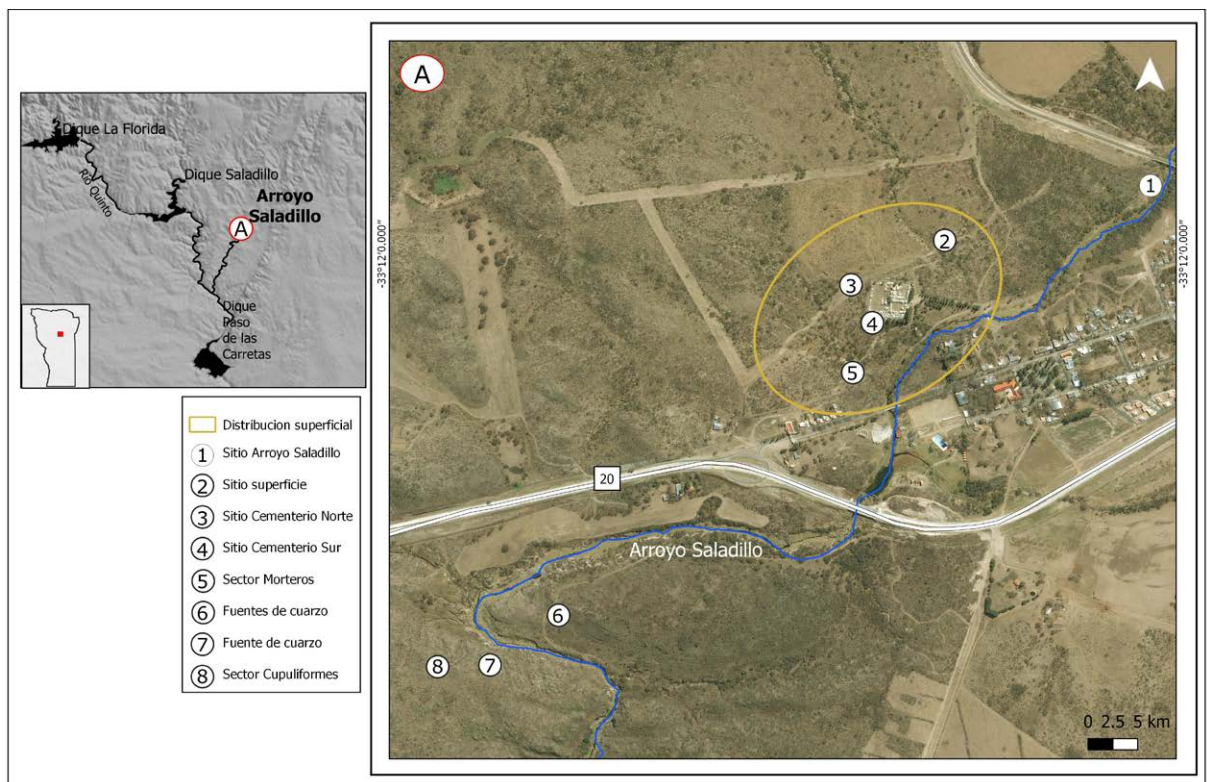 Dique La Florida
Río Quinto
Dique Saladillo
Arroyo
Saladillo
A
Dique
Paso
de las
Carretas
Distribucion superficial
1 Sitio Arroyo Saladillo
2 Sitio superficie
3 Sitio Cementerio Norte
4 Sitio Cementerio Sur
5 Sector Morteros
6 Fuentes de cuarzo
7 Fuente de cuarzo
8 Sector Cupuliformes
A
-33°12'0.000"
-33°12'0.000"
1
2
3
4
5
20
Arroyo Saladillo
6
7
8
0 2.5 5 km